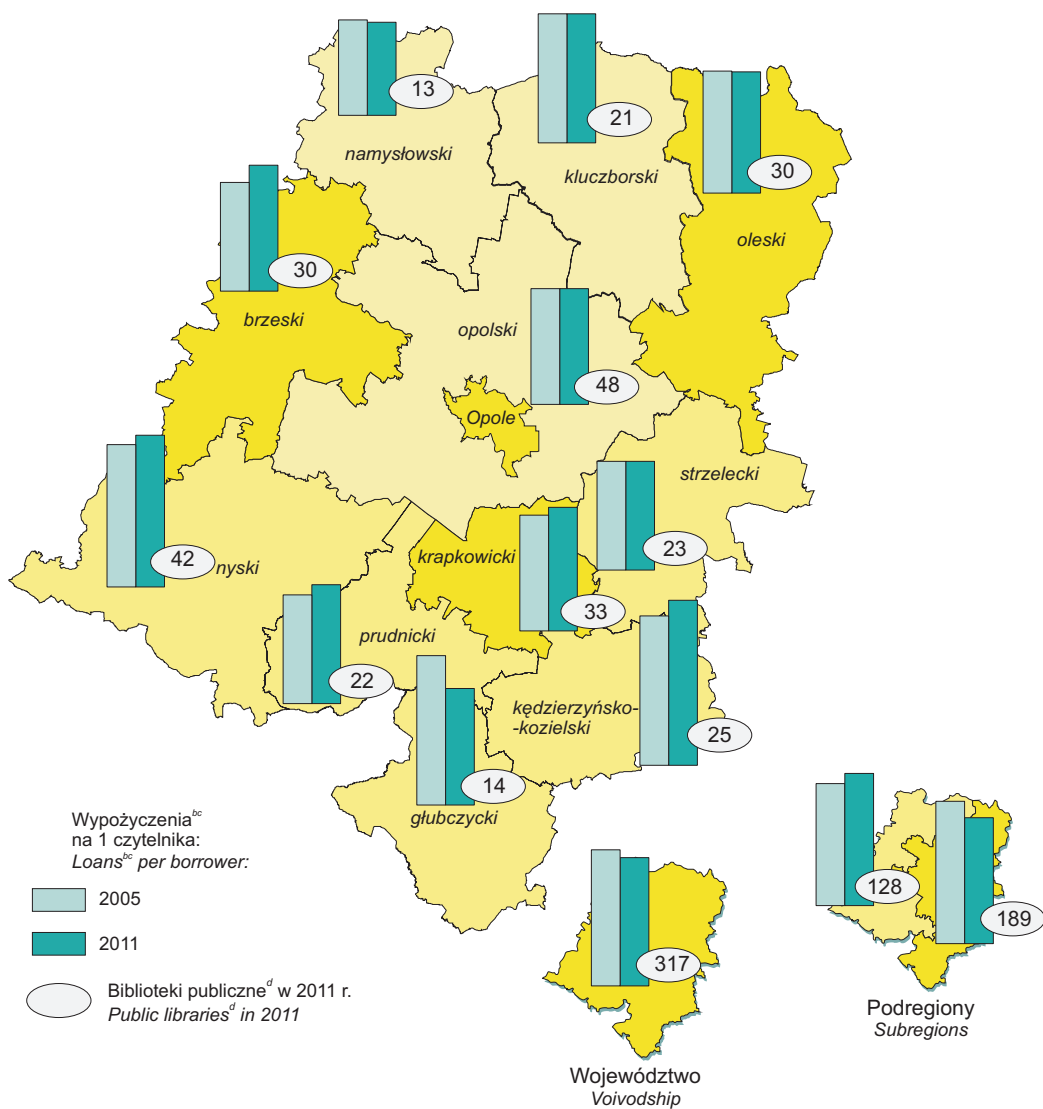 13
namysłowski
21
kluczborski
30
oleski
30
brzeski
opolski
48
Opole
strzelecki
42
nyski
krapkowicki
23
33
prudnicki
22
kędzierzyńsko-
-kozielski
25
14
głubczycki
Wypożyczenia^bc
na 1 czytelnika:
Loans^bc per borrower:
2005
2011
Biblioteki publiczne^d w 2011 r.
Public libraries^d in 2011
317
Województwo
Voivodship
128
189
Podregiony
Subregions